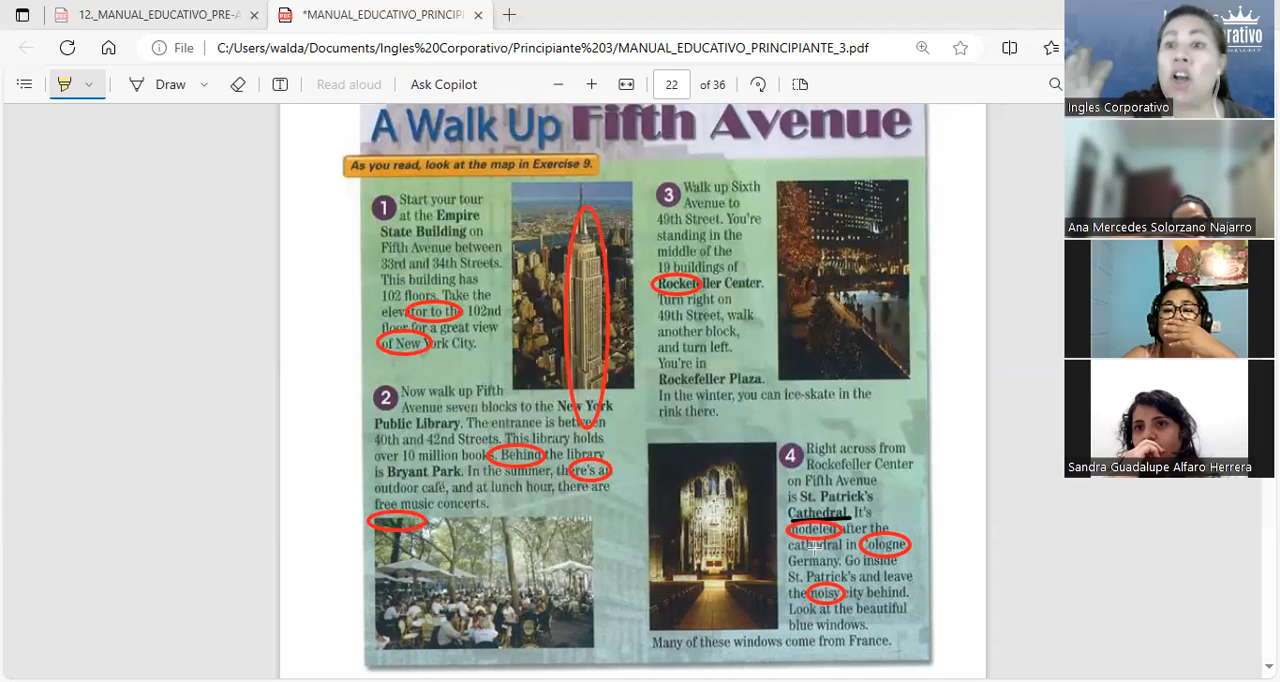 12._MANUAL_EDUCATIVO_PRE-A
*MANUAL_EDUCATIVO_PRINCIPI
File
C:/Users/walda/Documents/Ingles%20Corporativo/Principiante%203/MANUAL_EDUCATIVO_PRINCIPIANTE_3.pdf
Draw
Read aloud
Ask Copilot
22
of 36
A Walk Up Fifth Avenue
As you read, look at the map in Exercise 9.
1 Start your tour
at the Empire
State Building on
Fifth Avenue between
33rd and 34th Streets.
This building has
102 floors. Take the
elevator to the 102nd
floor for a great view
of New York City.
2 Now walk up Fifth
Avenue seven blocks to the New York
Public Library. The entrance is between
40th and 42nd Streets. This library holds
over 10 million books. Behind the library
is Bryant Park. In the summer, there's an
outdoor café, and at lunch hour, there are
free music concerts.
3 Walk up Sixth
Avenue to
49th Street. You're
standing in the
middle of the
19 buildings of
Rockefeller Center.
Turn right on
49th Street, walk
another block,
and turn left.
You're in
Rockefeller Plaza.
In the winter, you can ice-skate in the
rink there.
4 Right across from
Rockefeller Center
on Fifth Avenue
is St. Patrick's
Cathedral. It's
modeled after the
cathedral in Cologne
Germany. Go inside
St. Patrick's and leave
the noisy city behind.
Look at the beautiful
blue windows.
Many of these windows come from France.
Ingles Corporativo
Ana Mercedes Solorzano Najarro
Sandra Guadalupe Alfaro Herrera